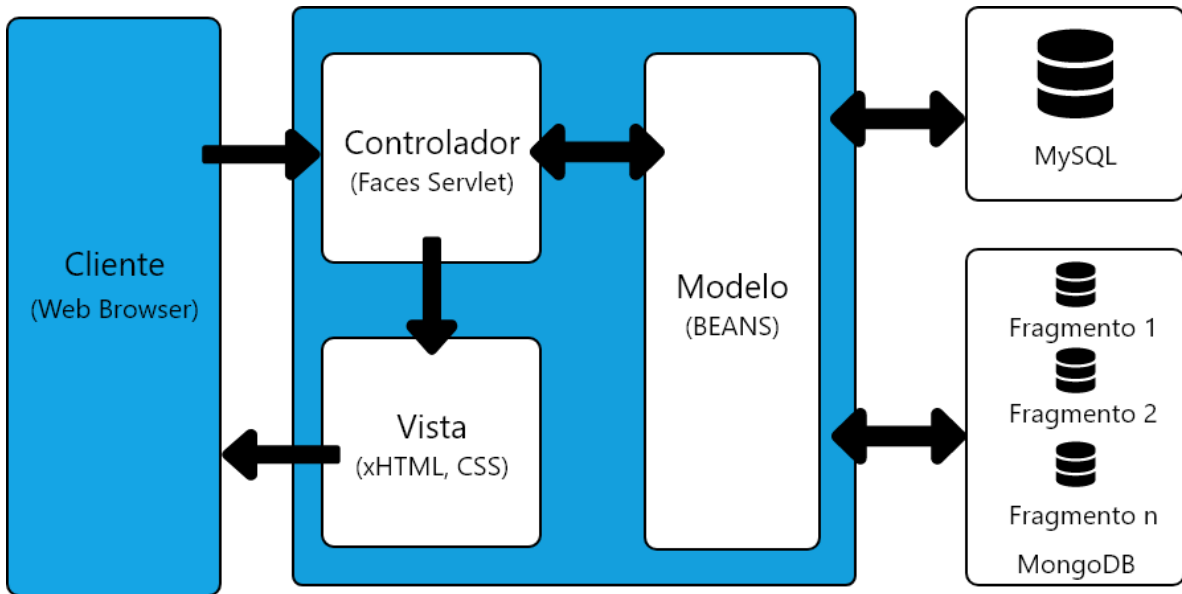 Cliente
(Web Browser)
Controlador
(Faces Servlet)
Vista
(xHTML, CSS)
Modelo
(BEANS)
MySQL
Fragmento 1
Fragmento 2
Fragmento n
MongoDB